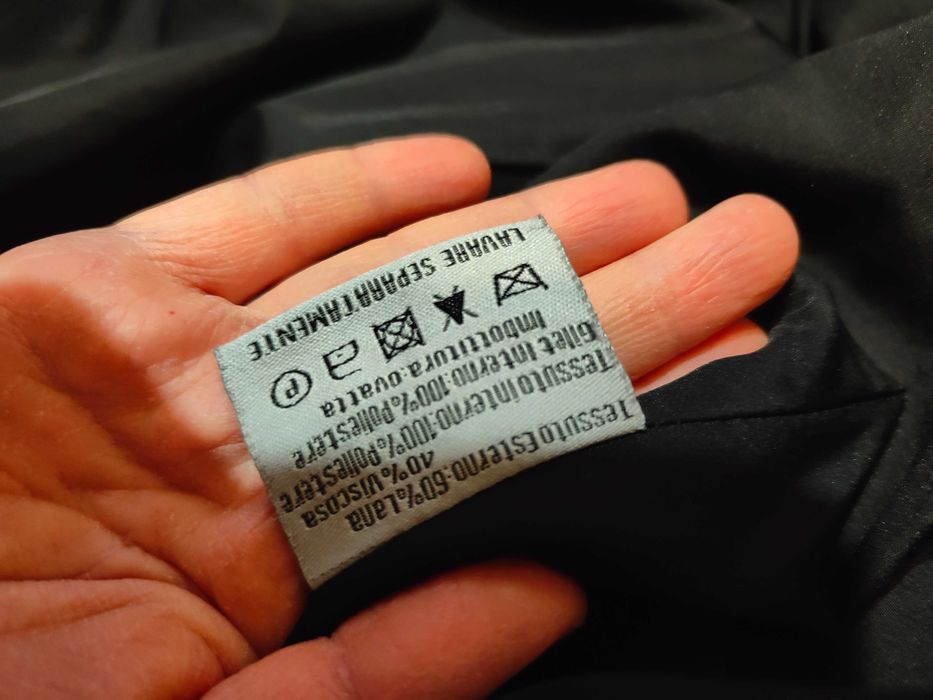 Tessuto Esterno:60%Lana
40%Viscosa
Tessuto Interno:100%Poliestere
Gilet Interno:100%Poliestere
Imbottitura:ovatta
P
LAVARE SEPARATAMENTE